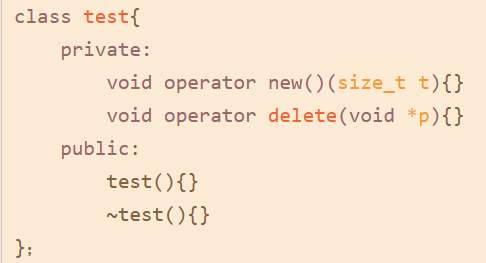 class test{
    private:
        void operator new()(size_t t){}
        void operator delete(void *p){}
    public:
        test(){}
        ~test(){}
};